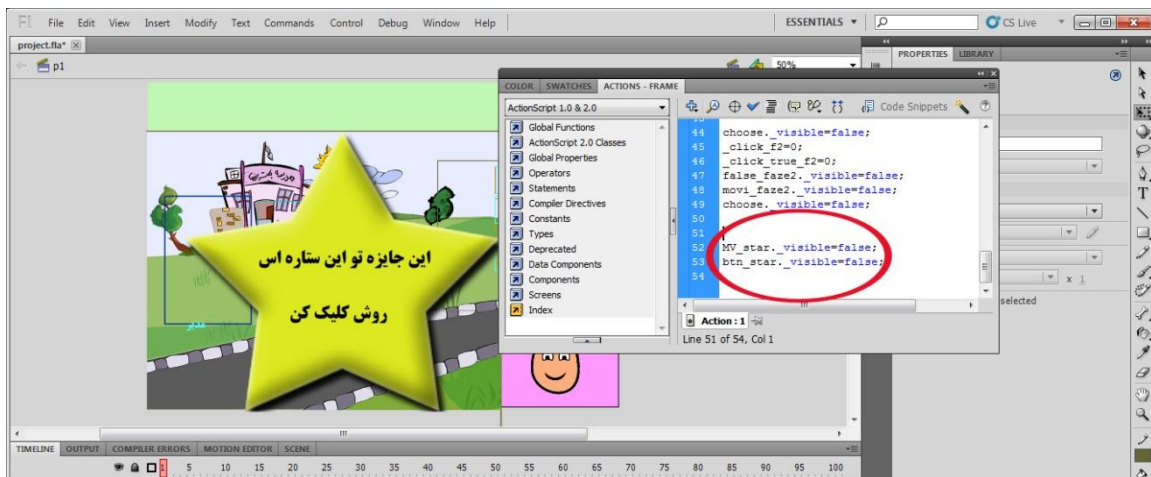 File Edit View Insert Modify Text Commands Control Debug Window Help
ESSENTIALS
CS Live
project.fla*
p1
50%
PROPERTIES LIBRARY
COLOR SWATCHES ACTIONS - FRAME
ActionScript 1.0 & 2.0
Code Snippets
Global Functions
ActionScript 2.0 Classes
Global Properties
Operators
Statements
Compiler Directives
Constants
Types
Deprecated
Data Components
Components
Screens
Index
44 choose._visible=false;
45 _click_f2=0;
46 _click_true_f2=0;
47 false_faze2._visible=false;
48 movi_faze2._visible=false;
49 choose._visible=false;
50
51
52 MV_star._visible=false;
53 btn_star._visible=false;
54
Action : 1
Line 51 of 54, Col 1
x 1
selected
این جایزه تو این ستاره اس
روش کلیک کن
TIMELINE OUTPUT COMPILER ERRORS MOTION EDITOR SCENE
1 5 10 15 20 25 30 35 40 45 50 55 60 65 70 75 80 85 90 95 100